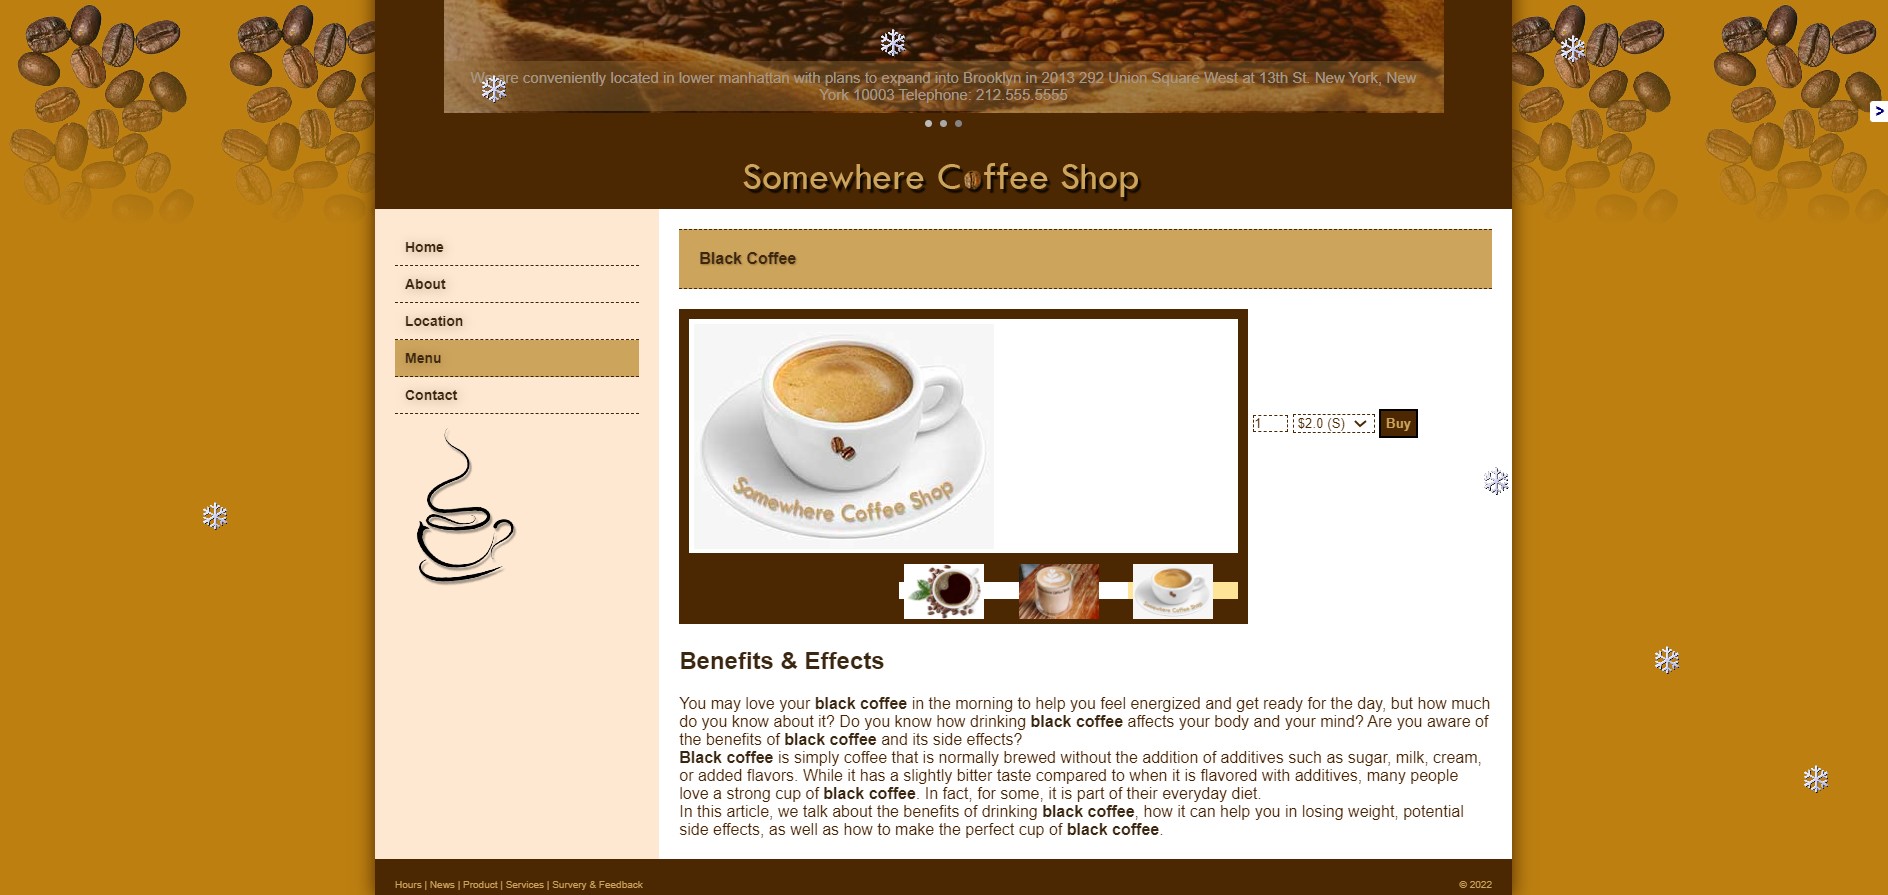 We are conveniently located in lower manhattan with plans to expand into Brooklyn in 2013 292 Union Square West at 13th St. New York, New
York 10003 Telephone: 212.555.5555
>
Somewhere Coffee Shop
Home
About
Location
Menu
Contact
Black Coffee
Somewhere Coffee Shop
1 $2.0 (S) Buy
Benefits & Effects
You may love your black coffee in the morning to help you feel energized and get ready for the day, but how much
do you know about it? Do you know how drinking black coffee affects your body and your mind? Are you aware of
the benefits of black coffee and its side effects?
Black coffee is simply coffee that is normally brewed without the addition of additives such as sugar, milk, cream,
or added flavors. While it has a slightly bitter taste compared to when it is flavored with additives, many people
love a strong cup of black coffee. In fact, for some, it is part of their everyday diet.
In this article, we talk about the benefits of drinking black coffee, how it can help you in losing weight, potential
side effects, as well as how to make the perfect cup of black coffee.
Hours | News | Product | Services | Survery & Feedback
© 2022